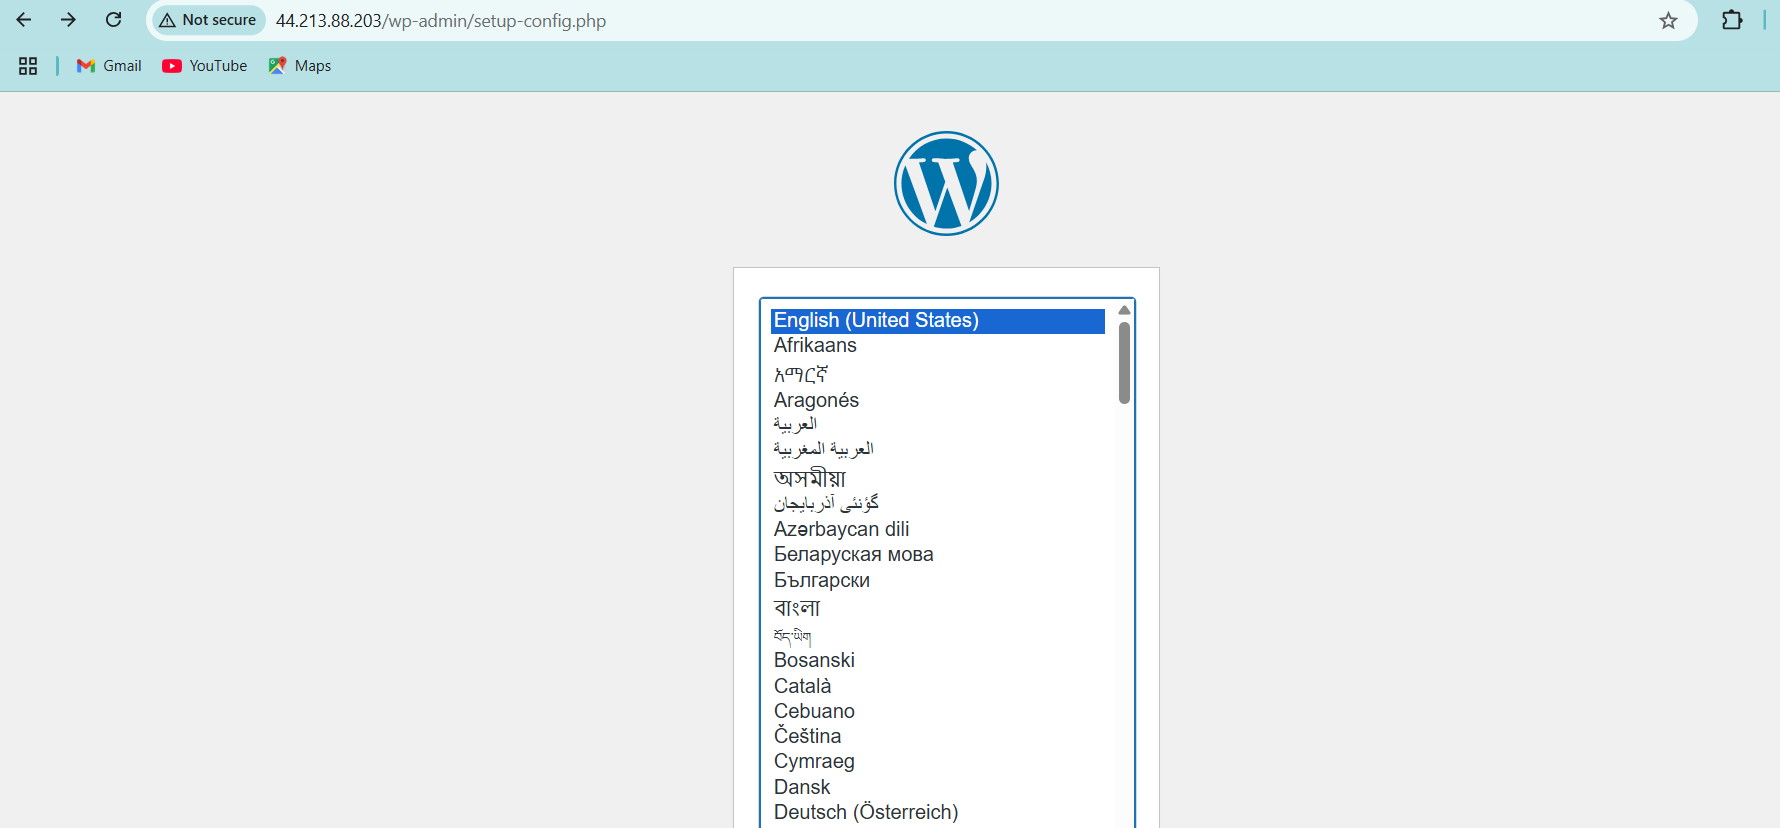 Not secure 44.213.88.203/wp-admin/setup-config.php
Gmail YouTube Maps
English (United States)
Afrikaans
አማርኛ
Aragonés
العربية
العربية المغربية
অসমীয়া
گؤنئی آذربایجان
Azərbaycan dili
Беларуская мова
Български
বাংলা
བོད་ཡིག
Bosanski
Català
Cebuano
Čeština
Cymraeg
Dansk
Deutsch (Österreich)